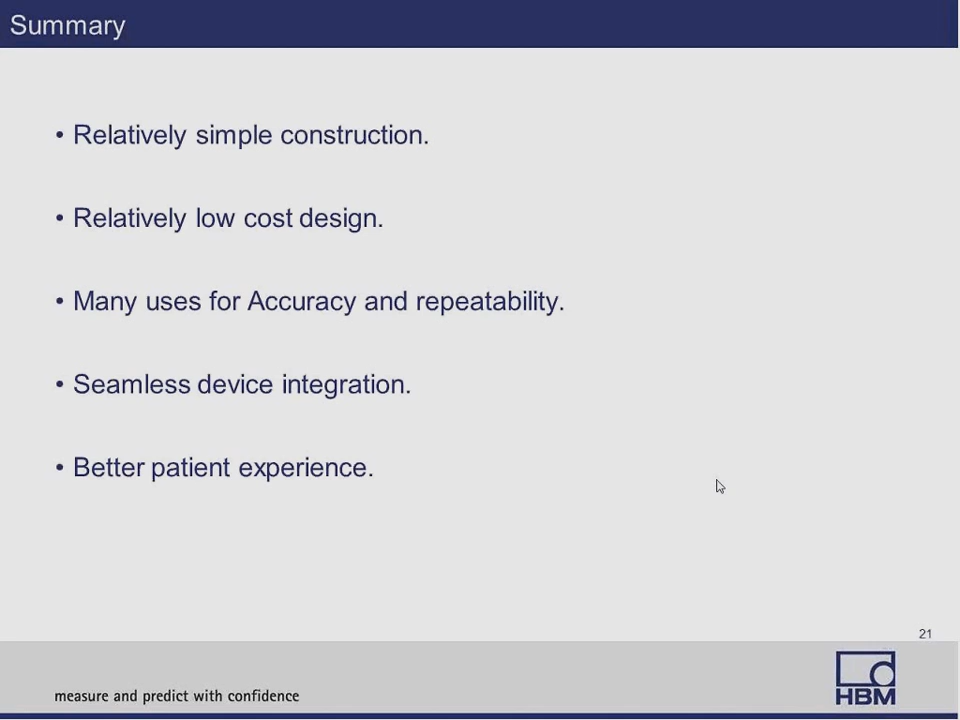 Summary
• Relatively simple construction.
• Relatively low cost design.
• Many uses for Accuracy and repeatability.
• Seamless device integration.
• Better patient experience.
21
measure and predict with confidence
HBM